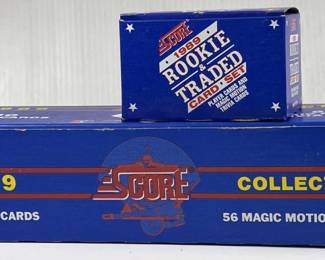 SCORE
1989
ROOKIE
&
TRADED
CARD SET
PLAYER CARDS AND
MAGIC MOTION
TRIVIA CARDS
9
SCORE
COLLECT
CARDS
56 MAGIC MOTIO